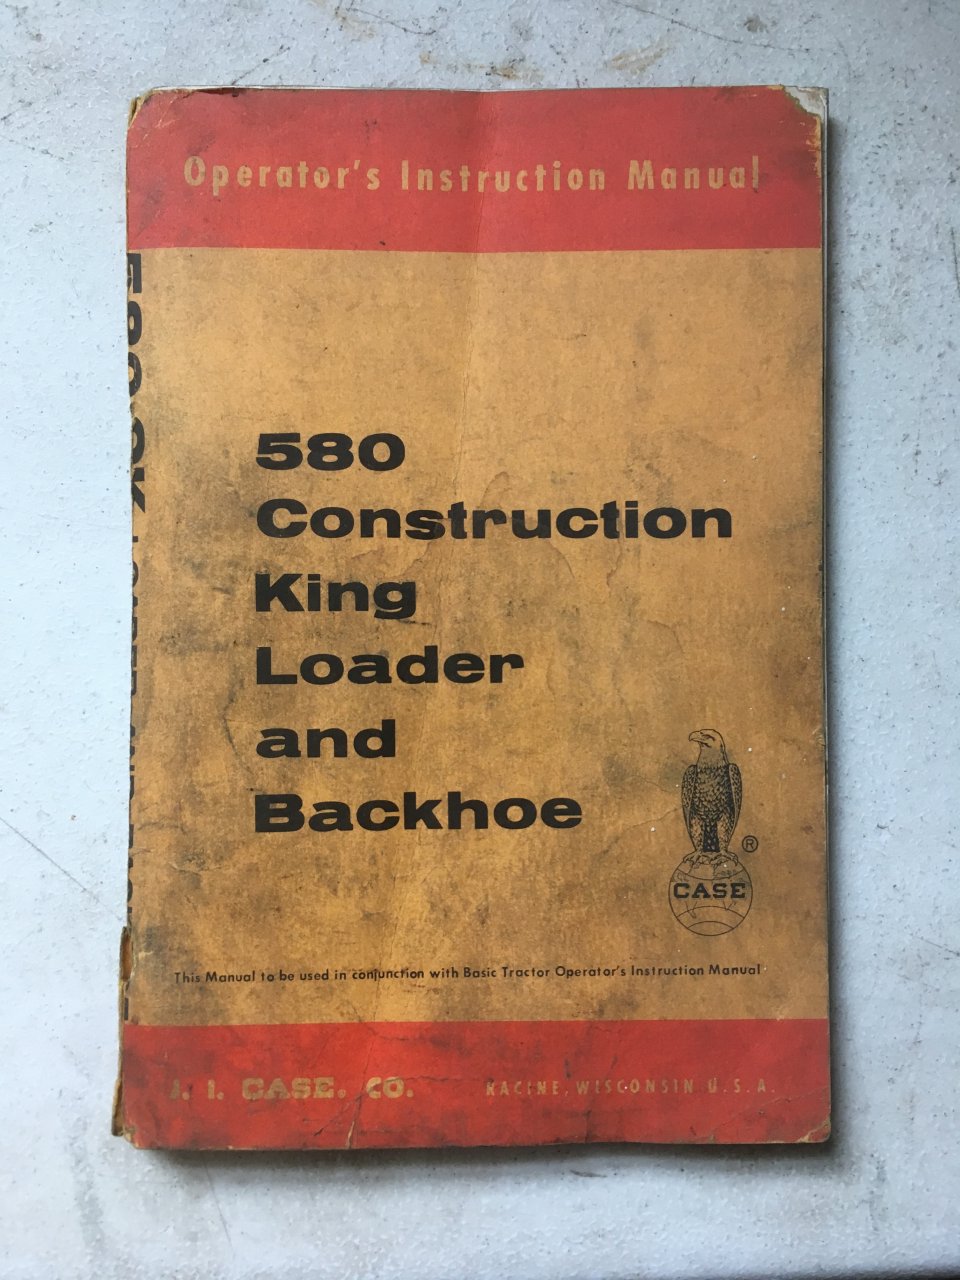 Operator's Instruction Manual
580
Construction
King
Loader
and
Backhoe
®
CASE
This Manual to be used in conjunction with Basic Tractor Operator's Instruction Manual
J. I. CASE. CO.
RACINE, WISCONSIN U.S.A.